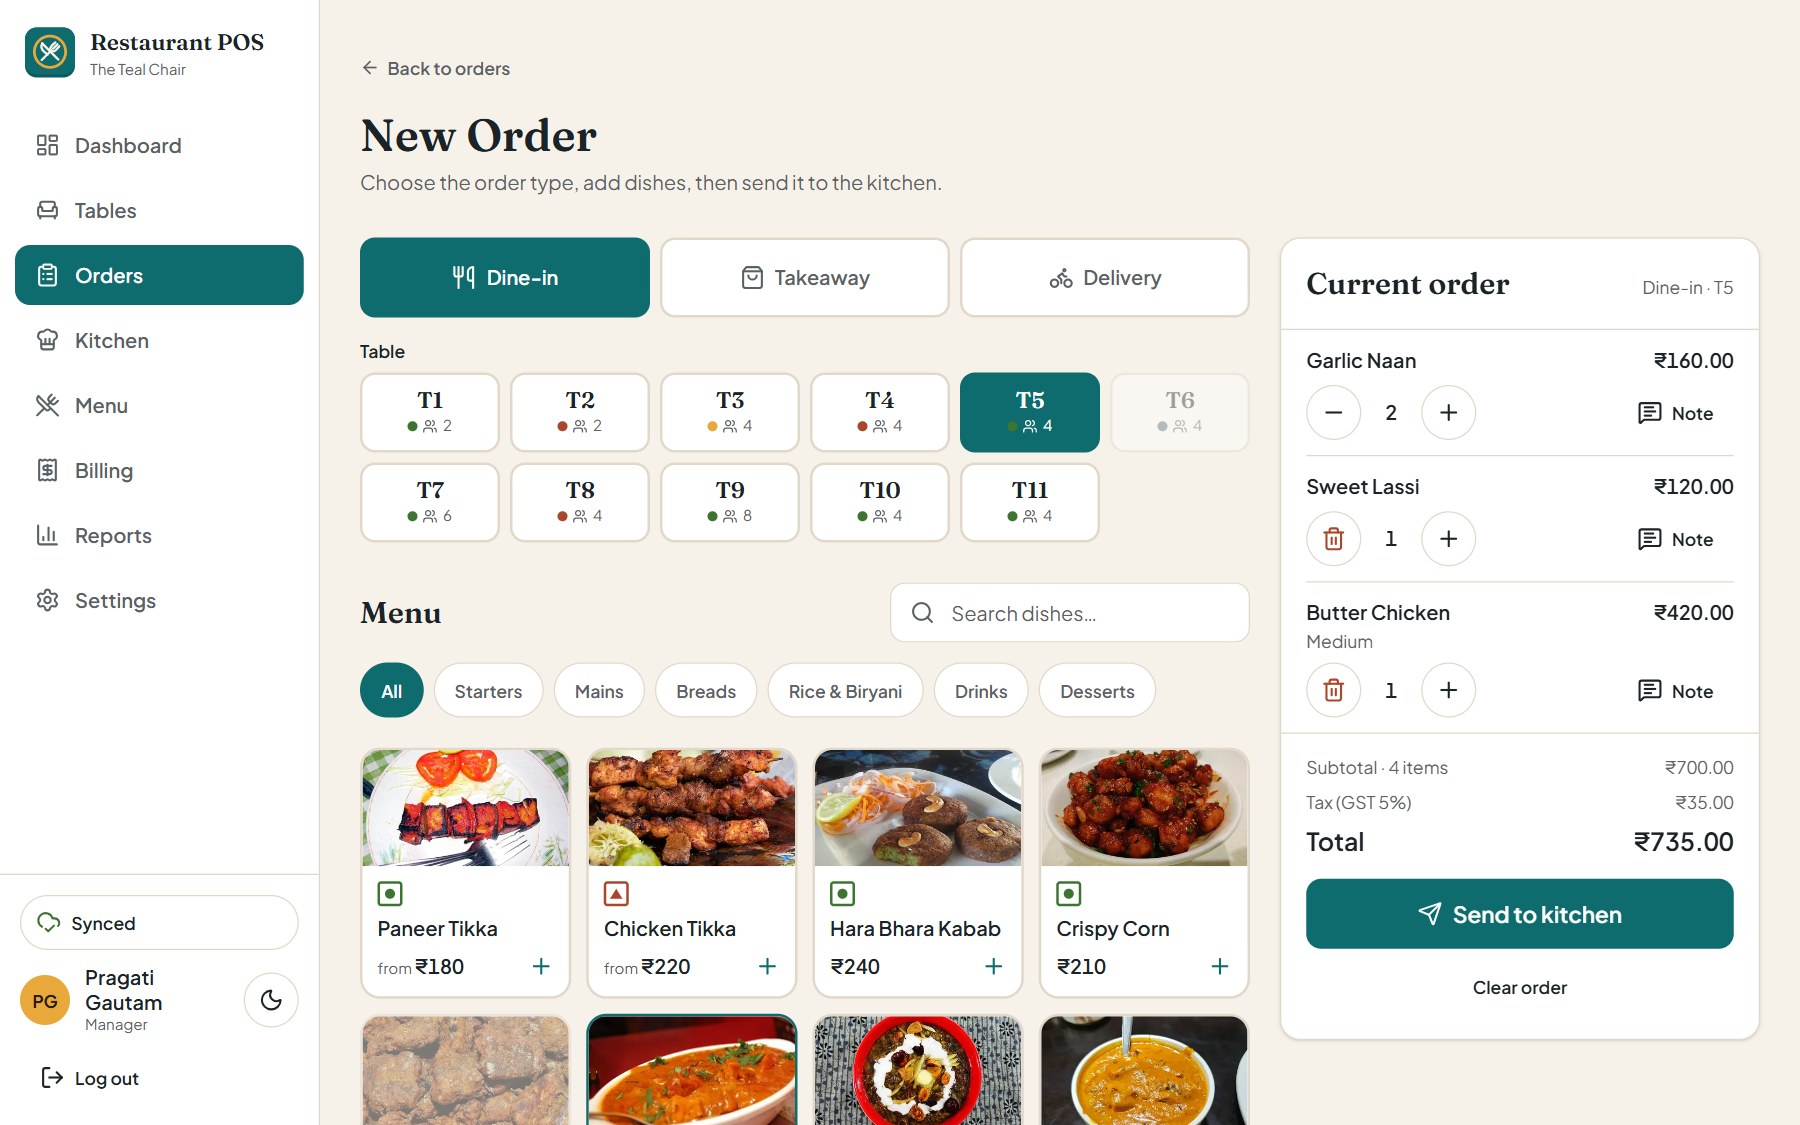 Restaurant POS
The Teal Chair
Dashboard
Tables
Orders
Kitchen
Menu
Billing
Reports
Settings
Synced
PG
Pragati
Gautam
Manager
Log out
Back to orders
New Order
Choose the order type, add dishes, then send it to the kitchen.
Dine-in
Takeaway
Delivery
Table
T1
2
T2
2
T3
4
T4
4
T5
4
T6
4
T7
6
T8
4
T9
8
T10
4
T11
4
Menu
Search dishes...
All
Starters
Mains
Breads
Rice & Biryani
Drinks
Desserts
Paneer Tikka
from ₹180
Chicken Tikka
from ₹220
Hara Bhara Kabab
₹240
Crispy Corn
₹210
Current order
Dine-in · T5
Garlic Naan ₹160.00
2
Note
Sweet Lassi ₹120.00
1
Note
Butter Chicken ₹420.00
Medium
1
Note
Subtotal · 4 items ₹700.00
Tax (GST 5%) ₹35.00
Total ₹735.00
Send to kitchen
Clear order